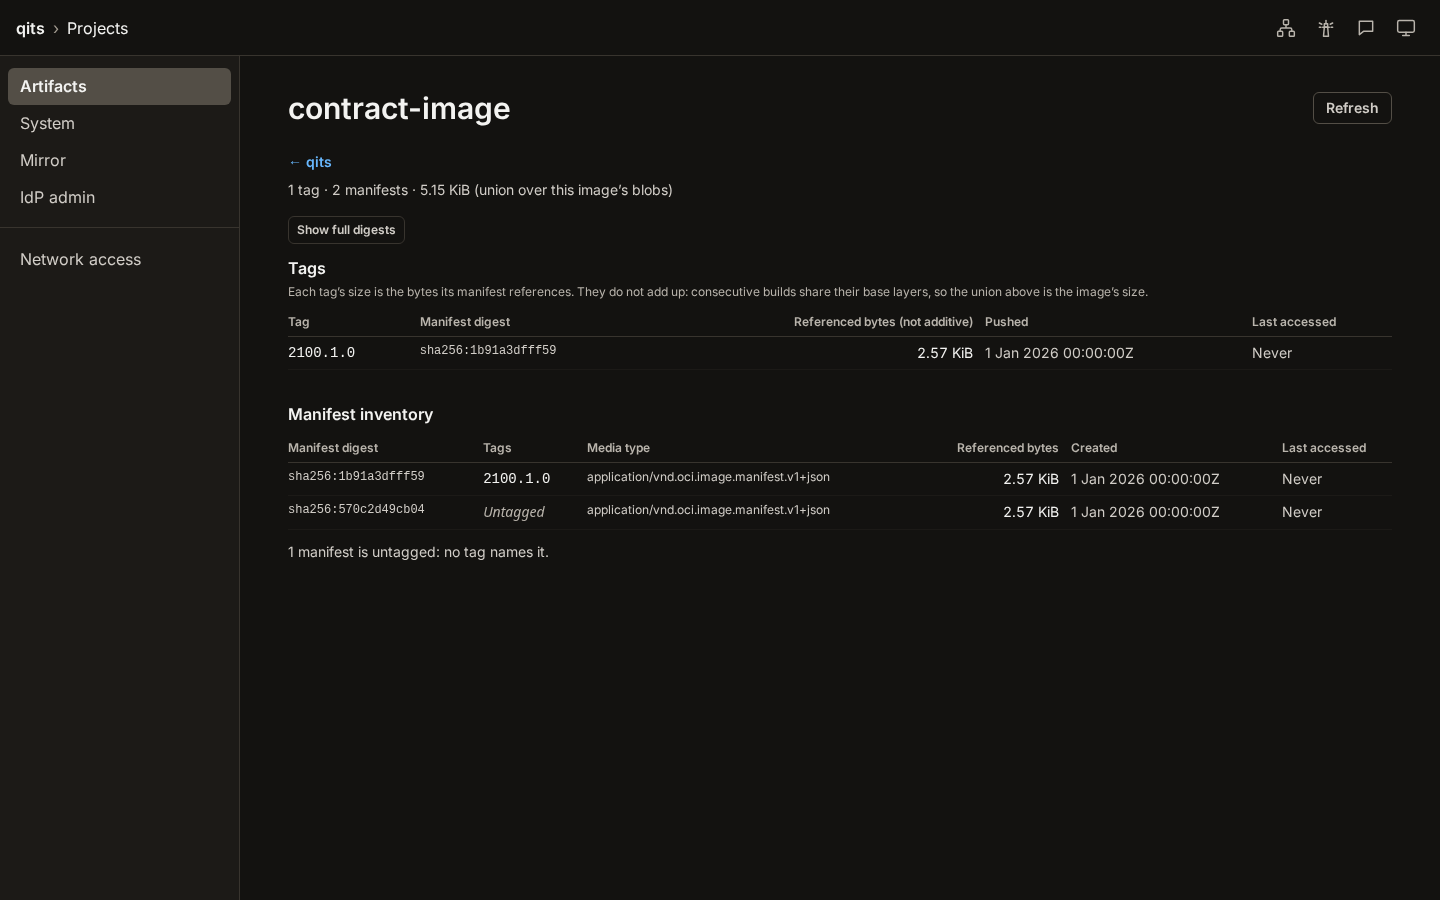 qits › Projects
Artifacts
System
Mirror
IdP admin
Network access
contract-image
Refresh
← qits
1 tag · 2 manifests · 5.15 KiB (union over this image’s blobs)
Show full digests
Tags
Each tag’s size is the bytes its manifest references. They do not add up: consecutive builds share their base layers, so the union above is the image’s size.
Tag Manifest digest Referenced bytes (not additive) Pushed Last accessed
2100.1.0 sha256:1b91a3dfff59 2.57 KiB 1 Jan 2026 00:00:00Z Never
Manifest inventory
Manifest digest Tags Media type Referenced bytes Created Last accessed
sha256:1b91a3dfff59 2100.1.0 application/vnd.oci.image.manifest.v1+json 2.57 KiB 1 Jan 2026 00:00:00Z Never
sha256:570c2d49cb04 Untagged application/vnd.oci.image.manifest.v1+json 2.57 KiB 1 Jan 2026 00:00:00Z Never
1 manifest is untagged: no tag names it.